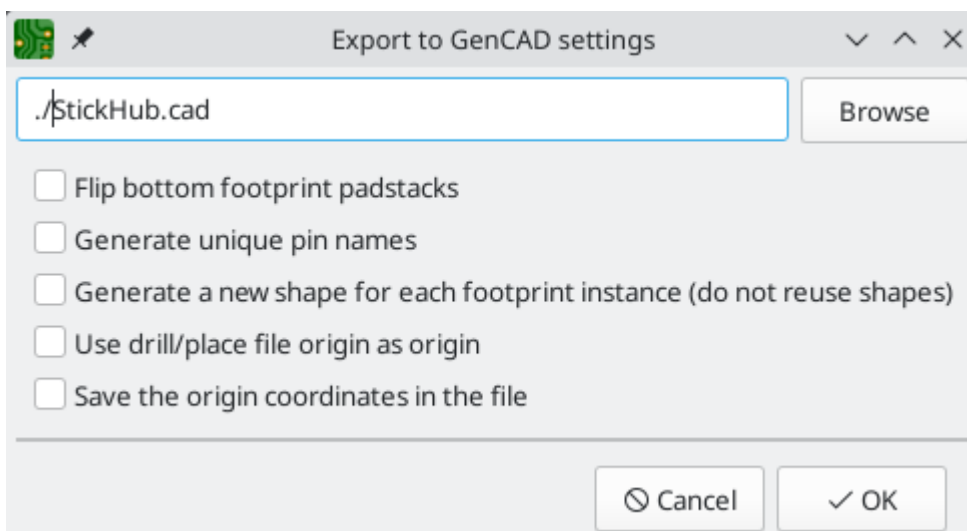 Export to GenCAD settings
./StickHub.cad
Browse
Flip bottom footprint padstacks
Generate unique pin names
Generate a new shape for each footprint instance (do not reuse shapes)
Use drill/place file origin as origin
Save the origin coordinates in the file
Cancel
OK